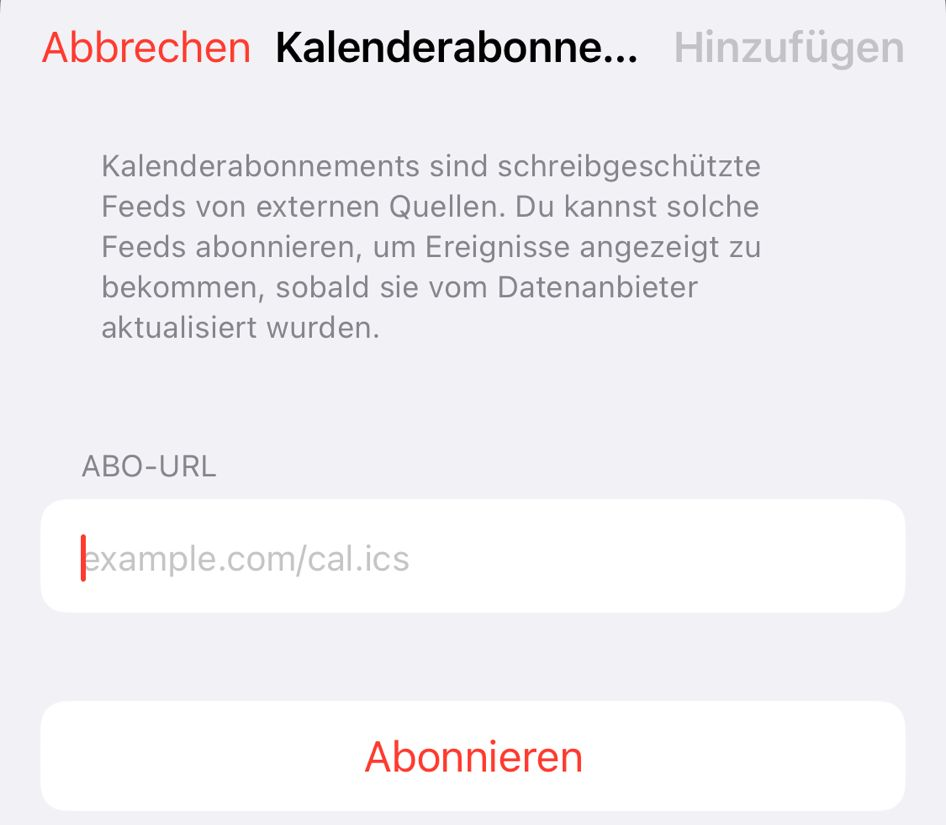 Abbrechen Kalenderabonne... Hinzufügen
Kalenderabonnements sind schreibgeschützte
Feeds von externen Quellen. Du kannst solche
Feeds abonnieren, um Ereignisse angezeigt zu
bekommen, sobald sie vom Datenanbieter
aktualisiert wurden.
ABO-URL
example.com/cal.ics
Abonnieren